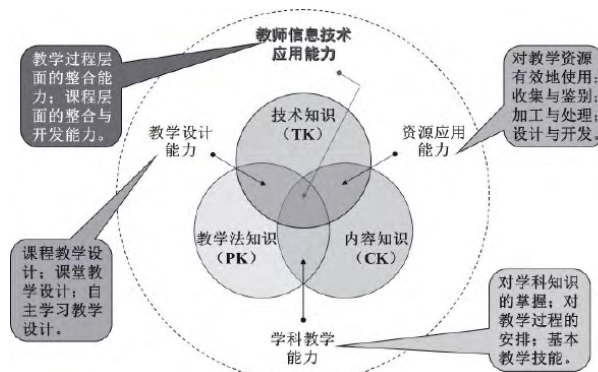 教师信息技术
应用能力
教学过程层
面的整合能
力；课程层
面的整合与
开发能力。
对教学资源
有效地使用；
收集与鉴别；
加工与处理；
设计与开发。
教学设计
能力
技术知识
（TK）
资源应用
能力
教学法知识
（PK）
内容知识
（CK）
课程教学设
计；课堂教
学设计；自
主学习教学
设计。
学科教学
能力
对学科知识
的掌握；对
教学过程的
安排；基本
教学技能。